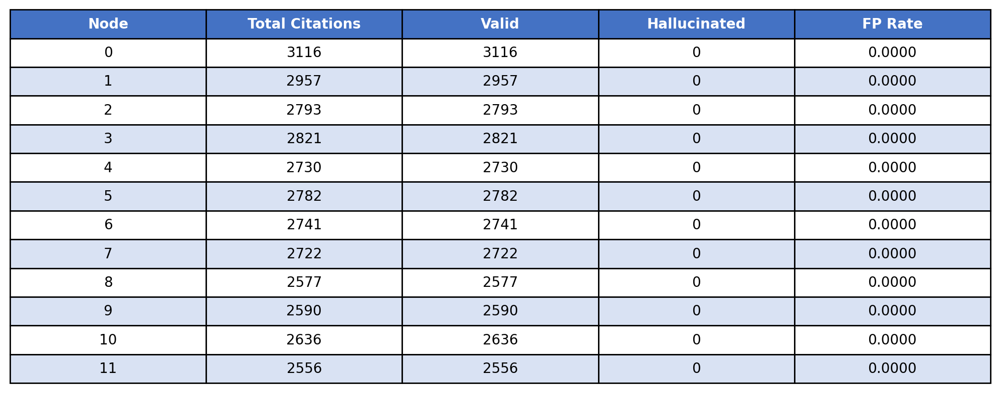 Node Total Citations Valid Hallucinated FP Rate
0 3116 3116 0 0.0000
1 2957 2957 0 0.0000
2 2793 2793 0 0.0000
3 2821 2821 0 0.0000
4 2730 2730 0 0.0000
5 2782 2782 0 0.0000
6 2741 2741 0 0.0000
7 2722 2722 0 0.0000
8 2577 2577 0 0.0000
9 2590 2590 0 0.0000
10 2636 2636 0 0.0000
11 2556 2556 0 0.0000